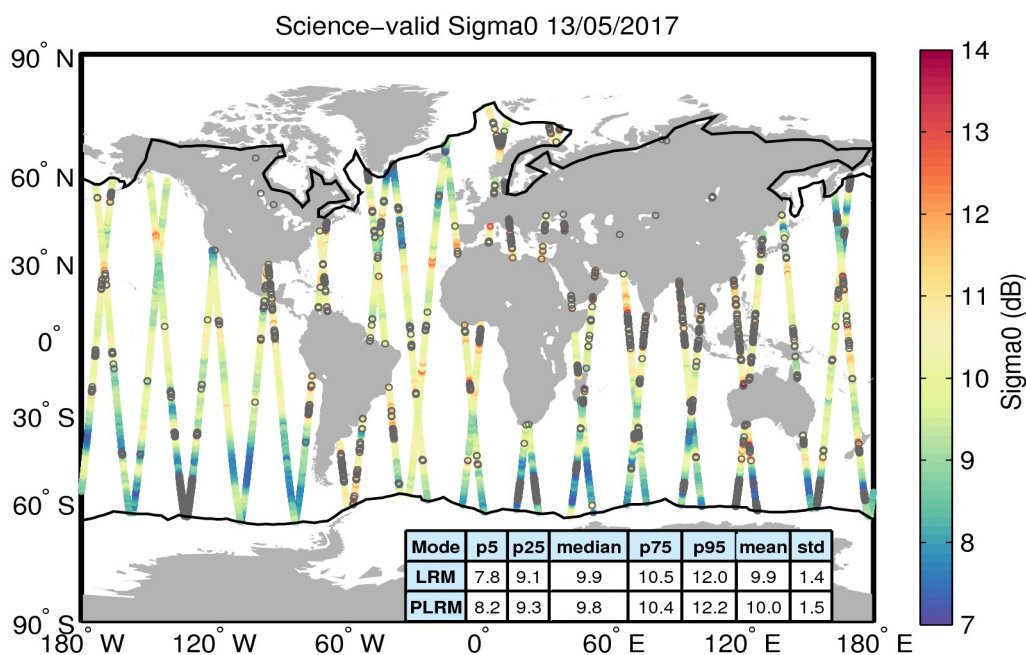 Science−valid Sigma0 13/05/2017
90° N
60° N
30° N
0°
30° S
60° S
90° S
180° W
120° W
60° W
0°
60° E
120° E
180° E
14
13
12
11
10
9
8
7
Sigma0 (dB)
Mode p5 p25 median p75 p95 mean std
LRM 7.8 9.1 9.9 10.5 12.0 9.9 1.4
PLRM 8.2 9.3 9.8 10.4 12.2 10.0 1.5